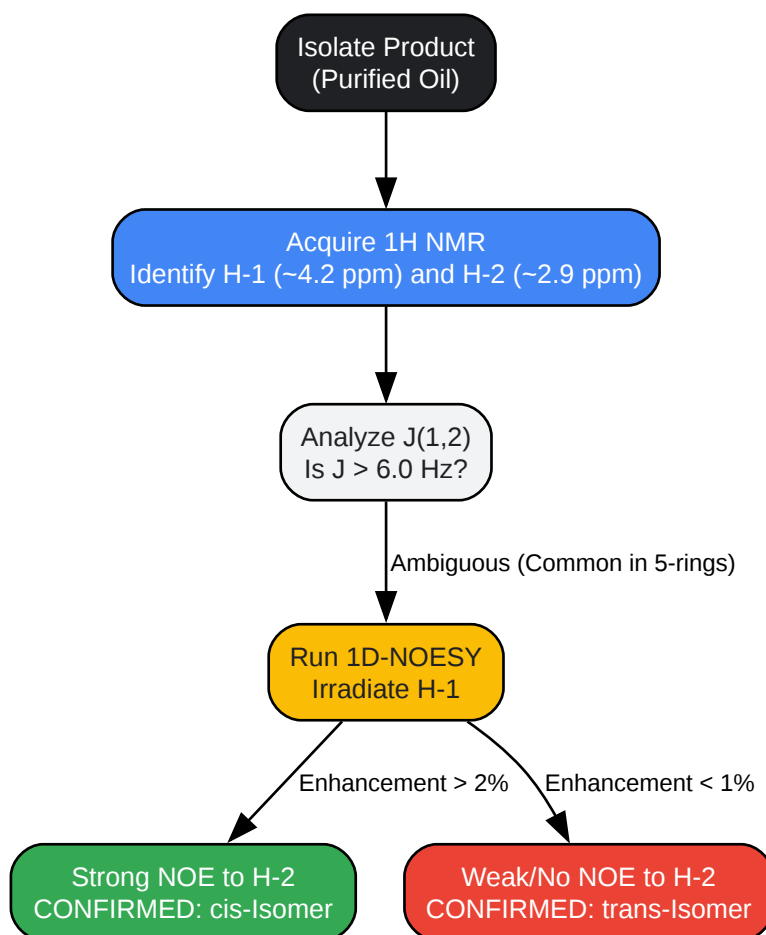 Isolate Product
(Purified Oil)
Acquire 1H NMR
Identify H-1 (~4.2 ppm) and H-2 (~2.9 ppm)
Analyze J(1,2)
Is J > 6.0 Hz?
Ambiguous (Common in 5-rings)
Run 1D-NOESY
Irradiate H-1
Enhancement > 2%
Enhancement < 1%
Strong NOE to H-2
CONFIRMED: cis-Isomer
Weak/No NOE to H-2
CONFIRMED: trans-Isomer